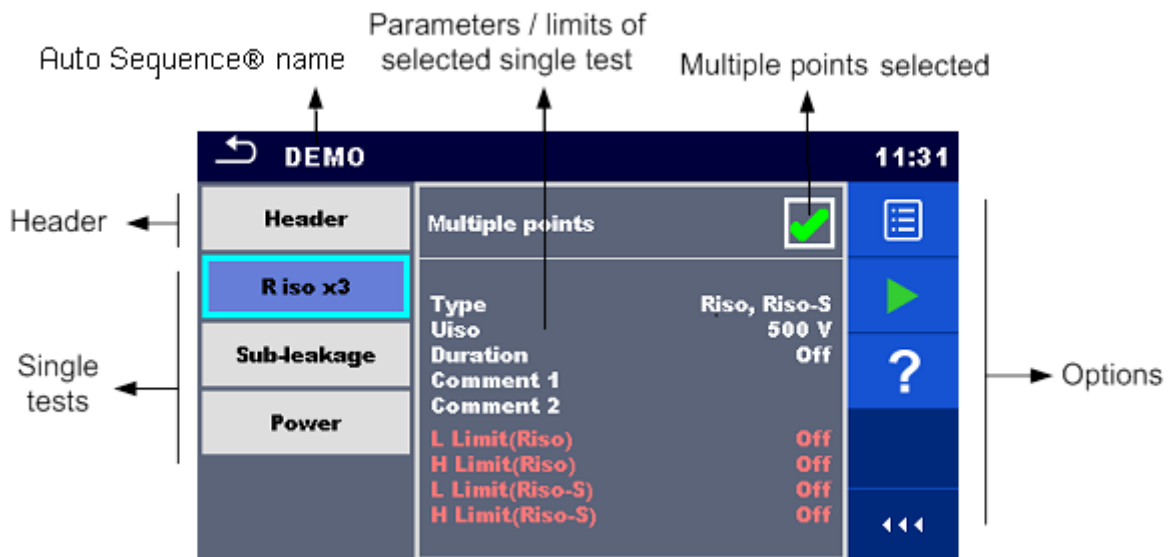 Parameters / limits of
selected single test
Auto Sequence® name
Multiple points selected
DEMO
11:31
Header
Header
Multiple points
R iso x3
Type Riso, Riso-S
Uiso 500 V
Sub-leakage
Duration Off
?
Single
tests
Comment 1
Options
Comment 2
Power
L Limit(Riso) Off
H Limit(Riso) Off
L Limit(Riso-S) Off
H Limit(Riso-S) Off